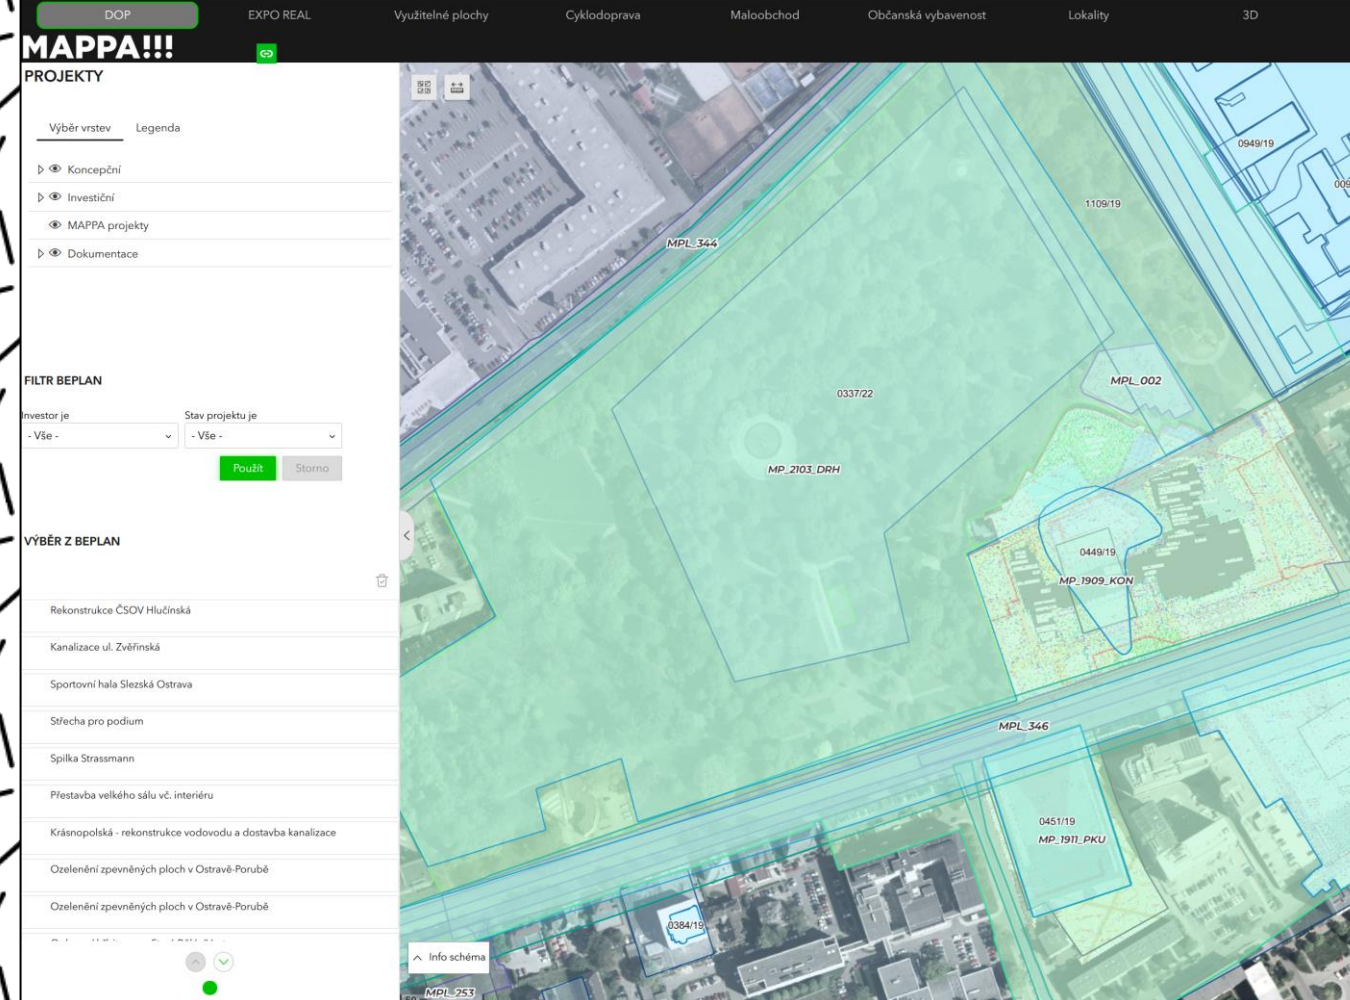 DOP
EXPO REAL
Využitelné plochy
Cyklodoprava
Maloobchod
Občanská vybavenost
Lokality
3D
MAPPA!!!
PROJEKTY
Výběr vrstev
Legenda
Koncepční
Investiční
MAPPA projekty
Dokumentace
FILTR BEPLAN
Investor je
Stav projektu je
- Vše -
- Vše -
Použít
Storno
VÝBĚR Z BEPLAN
Rekonstrukce ČSOV Hlučínská
Kanalizace ul. Zvěřinská
Sportovní hala Slezská Ostrava
Střecha pro podium
Spilka Strassmann
Přestavba velkého sálu vč. interiéru
Krásnopolská - rekonstrukce vodovodu a dostavba kanalizace
Ozelenění zpevněných ploch v Ostravě-Porubě
Ozelenění zpevněných ploch v Ostravě-Porubě
0949/19
1109/19
MPL_344
MPL_002
0337/22
MP_2103_DRH
0449/19
MP_1909_KON
MPL_346
0451/19
MP_1911_PKU
0384/19
Info schéma
MPL_253